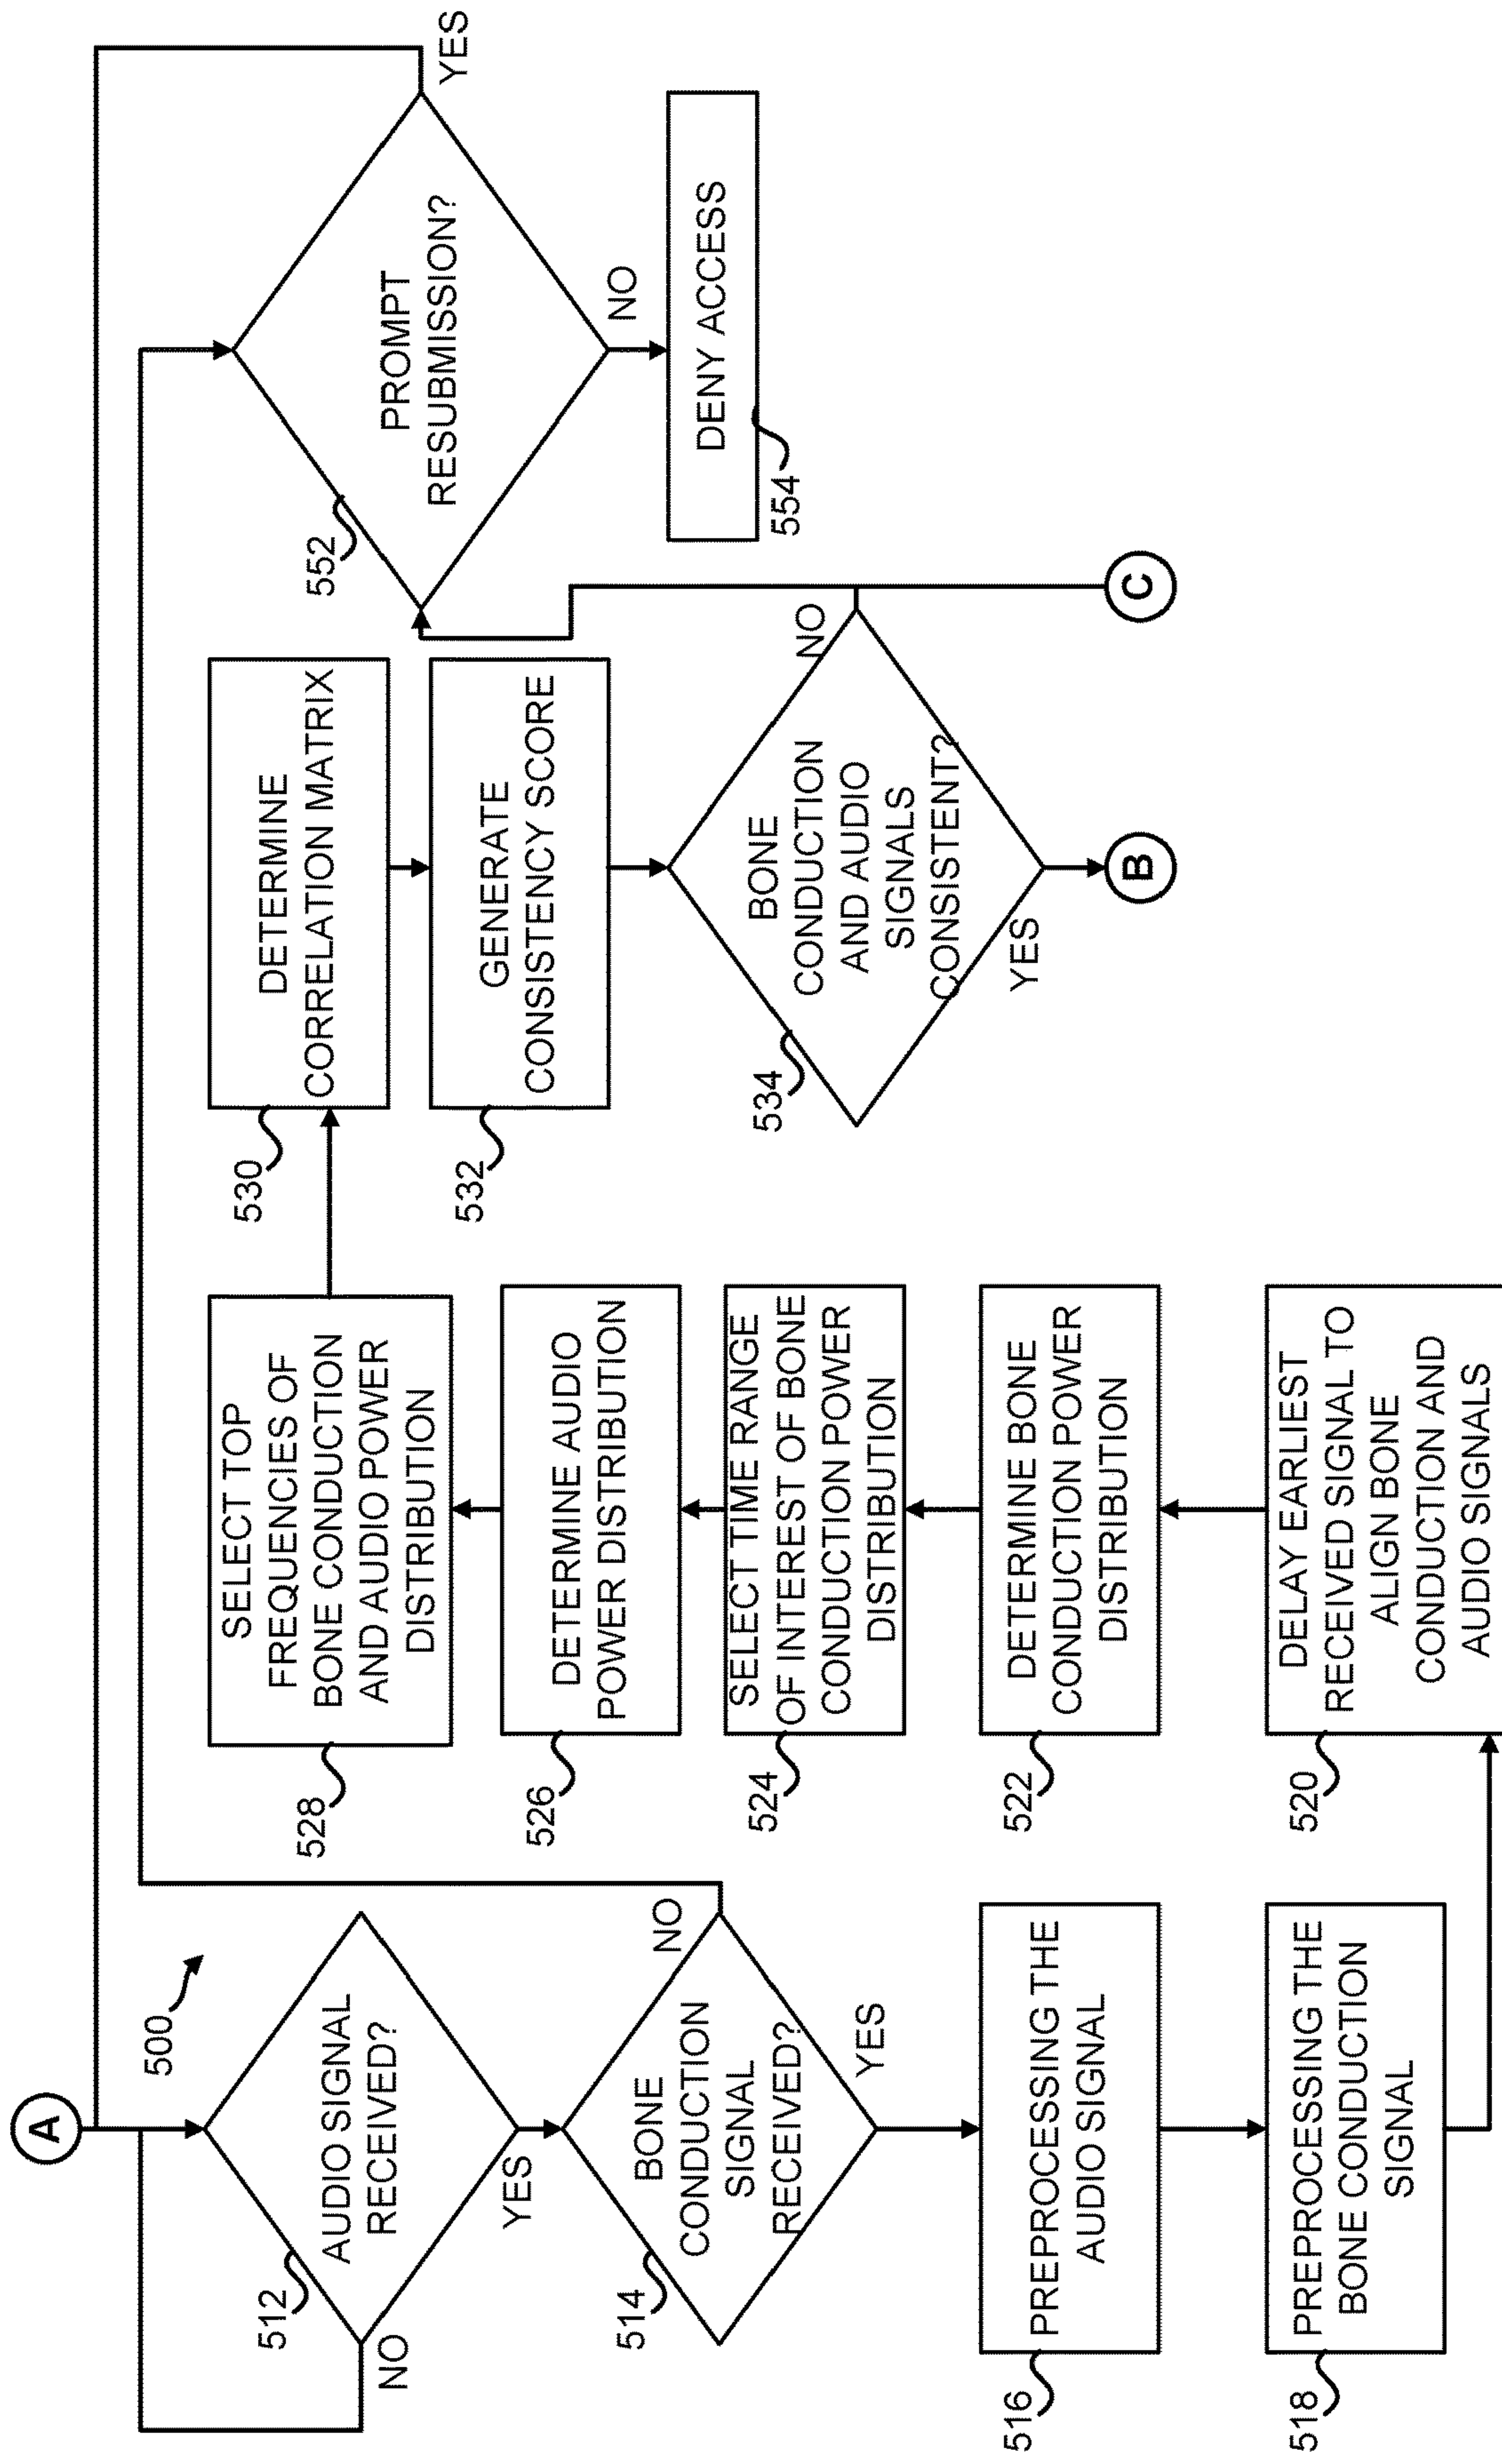 A
500
512
AUDIO SIGNAL
RECEIVED?
NO
YES
514
BONE
CONDUCTION
SIGNAL
RECEIVED?
NO
YES
516
PREPROCESSING THE
AUDIO SIGNAL
518
PREPROCESSING THE
BONE CONDUCTION
SIGNAL
528
SELECT TOP
FREQUENCIES OF
BONE CONDUCTION
AND AUDIO POWER
DISTRIBUTION
526
DETERMINE AUDIO
POWER DISTRIBUTION
524
SELECT TIME RANGE
OF INTEREST OF BONE
CONDUCTION POWER
DISTRIBUTION
522
DETERMINE BONE
CONDUCTION POWER
DISTRIBUTION
520
DELAY EARLIEST
RECEIVED SIGNAL TO
ALIGN BONE
CONDUCTION AND
AUDIO SIGNALS
530
DETERMINE
CORRELATION MATRIX
532
GENERATE
CONSISTENCY SCORE
534
BONE
CONDUCTION
AND AUDIO
SIGNALS
CONSISTENT?
NO
YES
B
C
552
PROMPT
RESUBMISSION?
YES
NO
DENY ACCESS
554